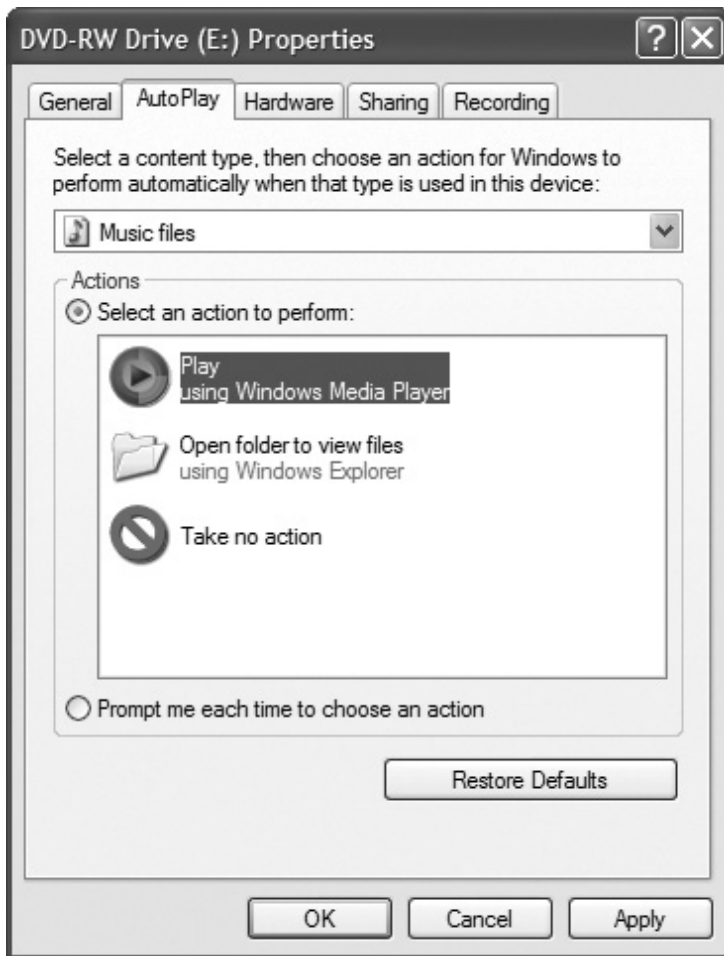 DVD-RW Drive (E:) Properties
General AutoPlay Hardware Sharing Recording
Select a content type, then choose an action for Windows to
perform automatically when that type is used in this device:
Music files
Actions
Select an action to perform:
Play
using Windows Media Player
Open folder to view files
using Windows Explorer
Take no action
Prompt me each time to choose an action
Restore Defaults
OK Cancel Apply